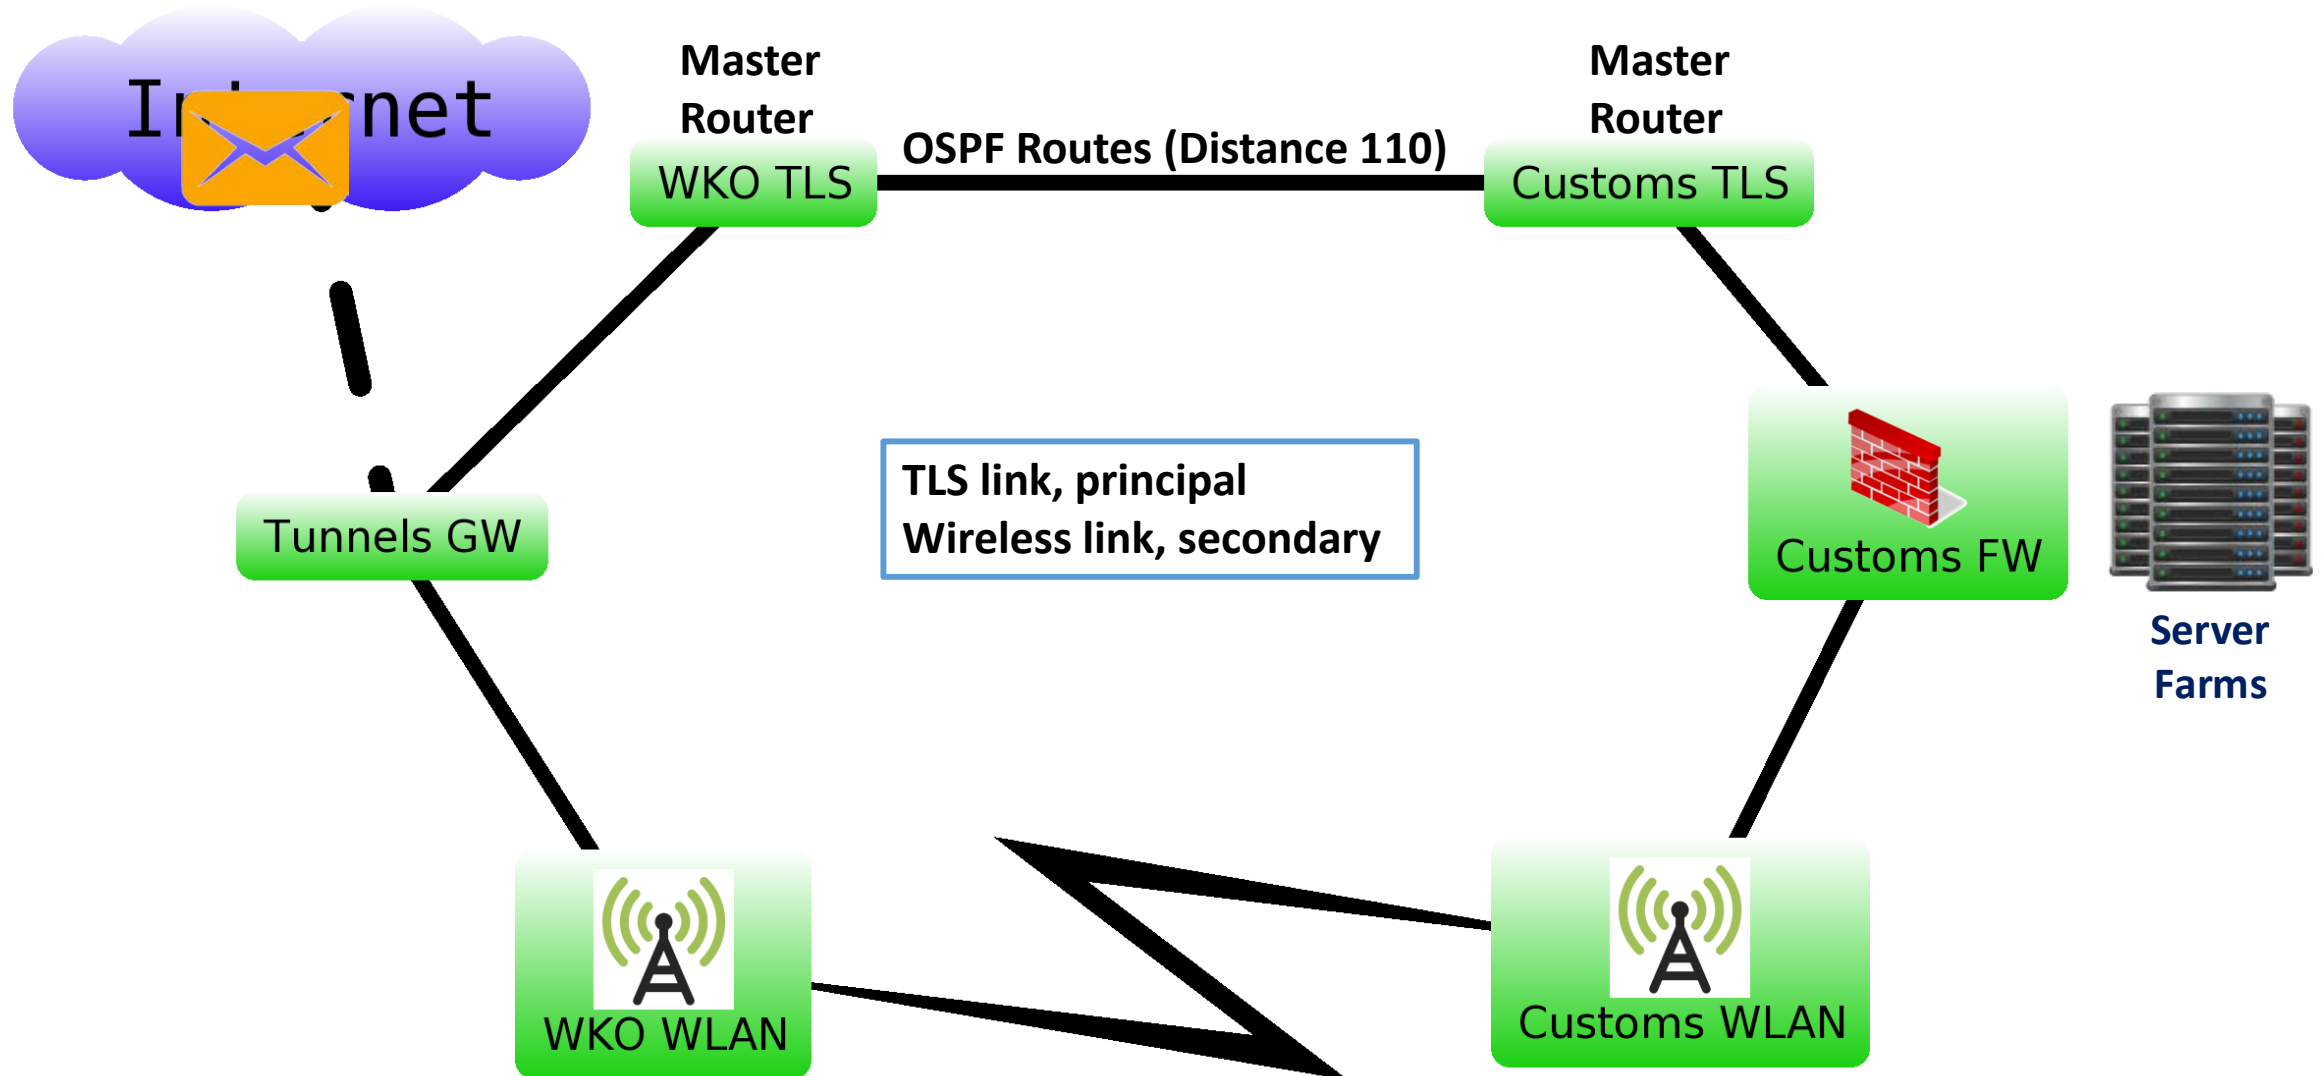 Master
Router
Master
Router
OSPF Routes (Distance 110)
WKO TLS
Customs TLS
TLS link, principal
Wireless link, secondary
Tunnels GW
Customs FW
Server
Farms
WKO WLAN
Customs WLAN